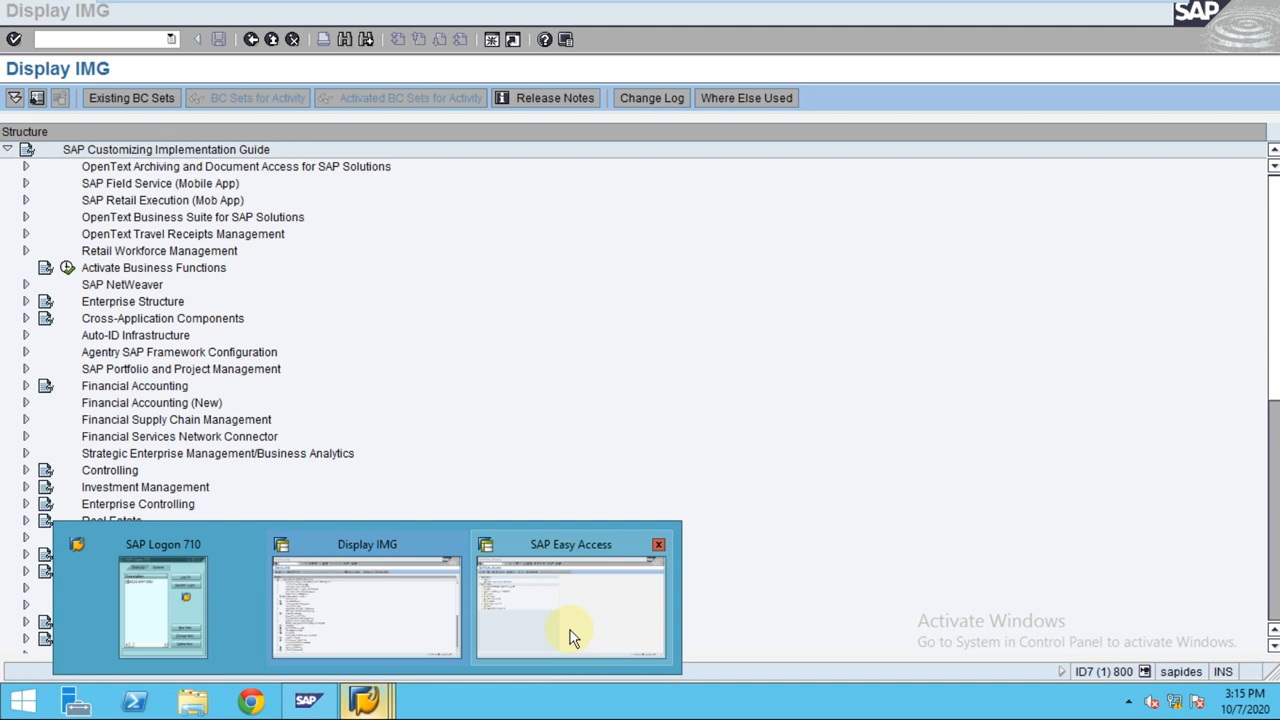 Display IMG
SAP
Display IMG
Existing BC Sets
BC Sets for Activity
Activated BC Sets for Activity
Release Notes
Change Log
Where Else Used
Structure
SAP Customizing Implementation Guide
OpenText Archiving and Document Access for SAP Solutions
SAP Field Service (Mobile App)
SAP Retail Execution (Mob App)
OpenText Business Suite for SAP Solutions
OpenText Travel Receipts Management
Retail Workforce Management
Activate Business Functions
SAP NetWeaver
Enterprise Structure
Cross-Application Components
Auto-ID Infrastructure
Agentry SAP Framework Configuration
SAP Portfolio and Project Management
Financial Accounting
Financial Accounting (New)
Financial Supply Chain Management
Financial Services Network Connector
Strategic Enterprise Management/Business Analytics
Controlling
Investment Management
Enterprise Controlling
Real Estate
SAP Logon 710
Display IMG
SAP Easy Access
Activate Windows
Go to System in Control Panel to activate Windows.
ID7 (1) 800
sapides
INS
SAP
3:15 PM
10/7/2020